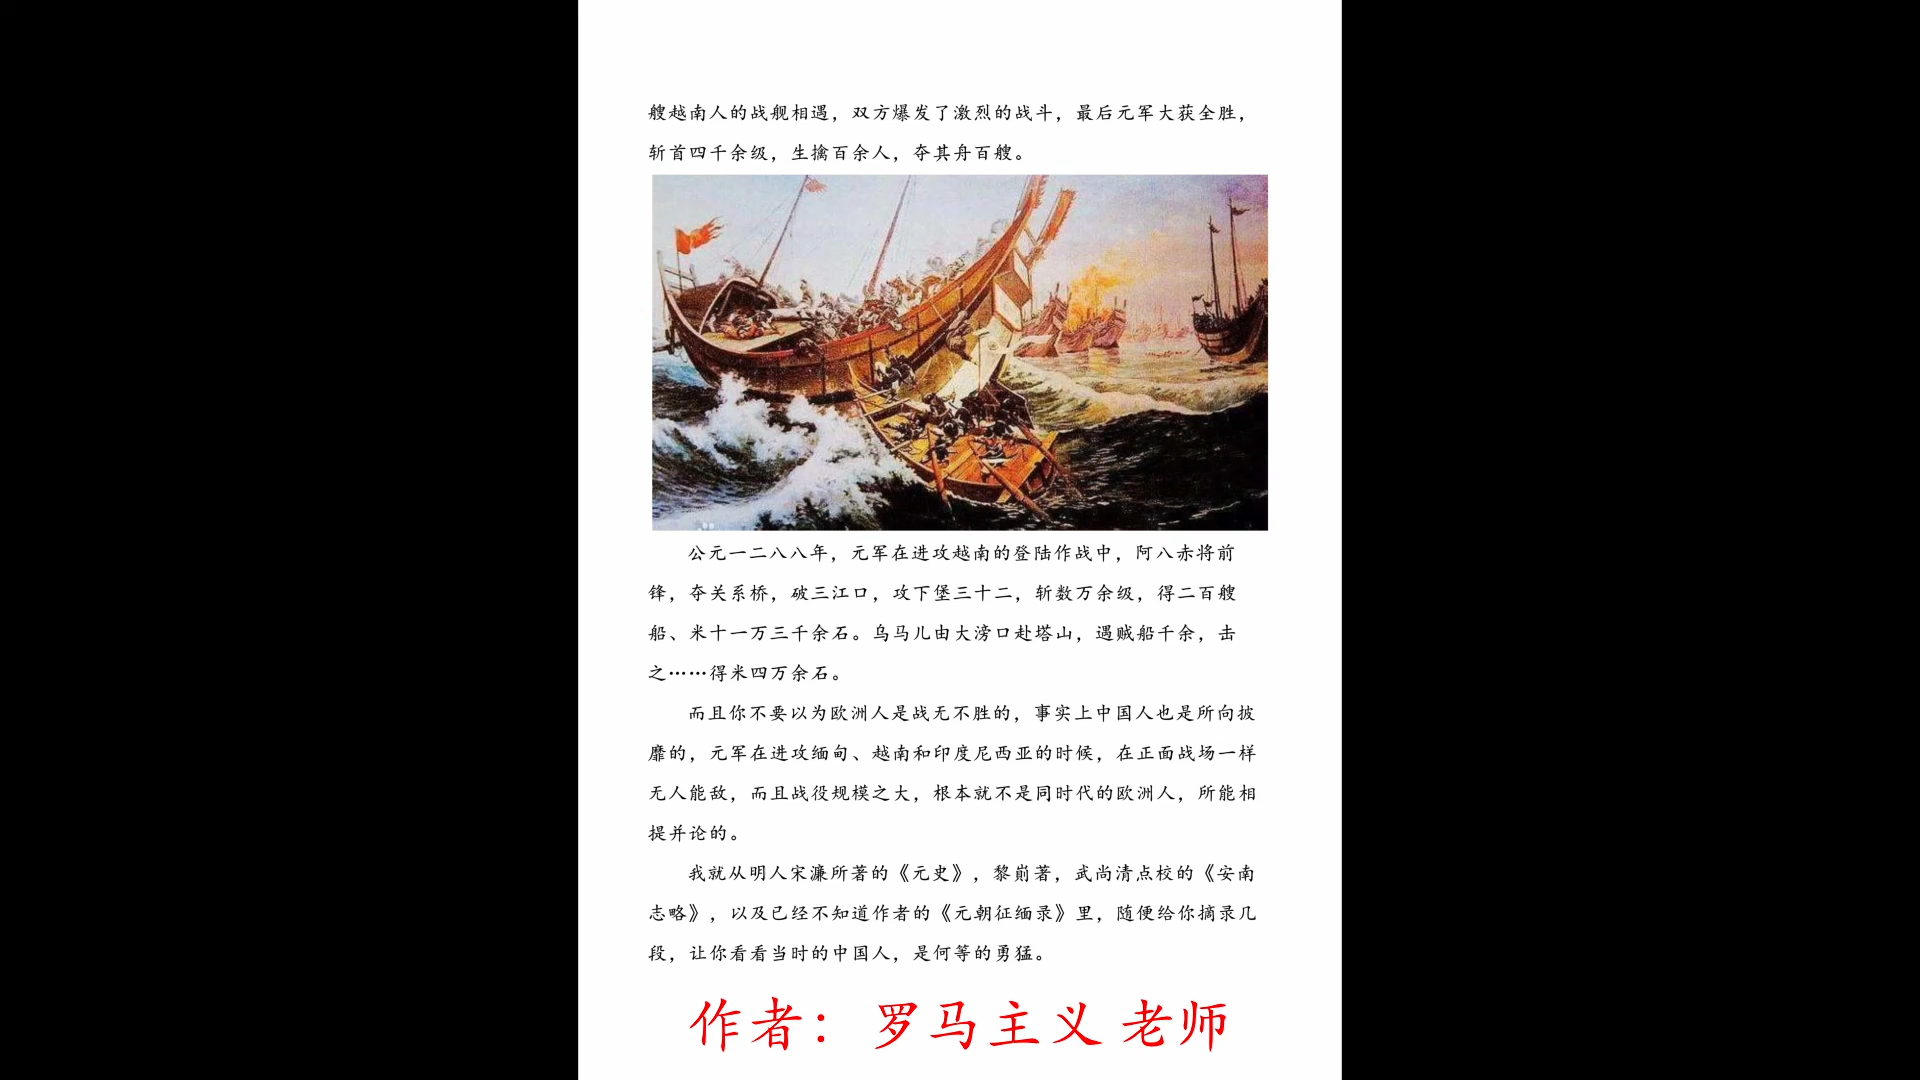 艘越南人的战舰相遇，双方爆发了激烈的战斗，最后元军大获全胜，
斩首四千余级，生擒百余人，夺其舟百艘。
公元一二八八年，元军在进攻越南的登陆作战中，阿八赤将前
锋，夺关系桥，破三江口，攻下堡三十二，斩数万余级，得二百艘
船、米十一万三千余石。乌马儿由大滂口赴塔山，遇贼船千余，击
之……得米四万余石。
而且你不要以为欧洲人是战无不胜的，事实上中国人也是所向披
靡的，元军在进攻缅甸、越南和印度尼西亚的时候，在正面战场一样
无人能敌，而且战役规模之大，根本就不是同时代的欧洲人，所能相
提并论的。
我就从明人宋濂所著的《元史》，黎崱著，武尚清点校的《安南
志略》，以及已经不知道作者的《元朝征缅录》里，随便给你摘录几
段，让你看看当时的中国人，是何等的勇猛。
作者：罗马主义 老师